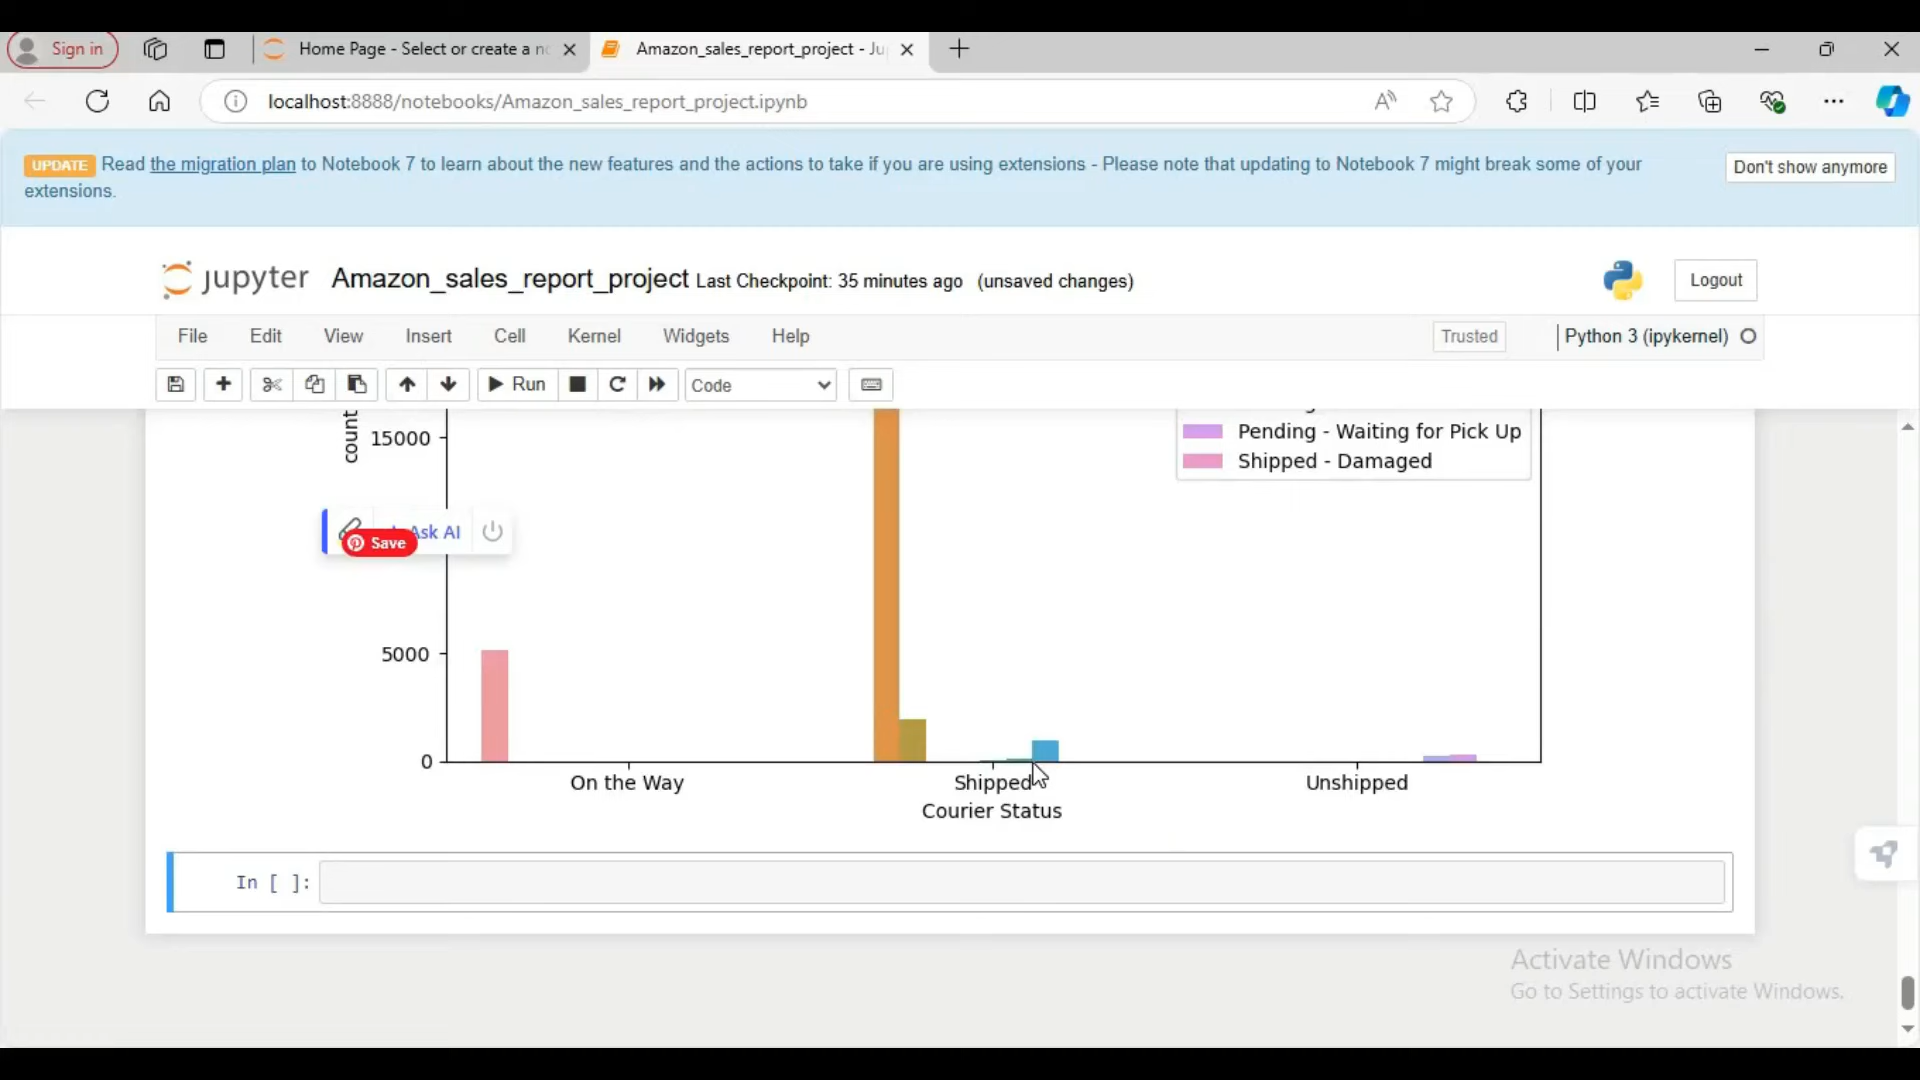 Sign in
Home Page - Select or create a n
Amazon_sales_report_project - Ju
localhost:8888/notebooks/Amazon_sales_report_project.ipynb
UPDATE Read the migration plan to Notebook 7 to learn about the new features and the actions to take if you are using extensions - Please note that updating to Notebook 7 might break some of your
extensions.
Don't show anymore
jupyter Amazon_sales_report_project Last Checkpoint: 35 minutes ago (unsaved changes)
Logout
File Edit View Insert Cell Kernel Widgets Help
Trusted
Python 3 (ipykernel)
Run
Code
count
15000
5000
0
Pending - Waiting for Pick Up
Shipped - Damaged
Save
Ask AI
On the Way
Shipped
Unshipped
Courier Status
In [ ]:
Activate Windows
Go to Settings to activate Windows.